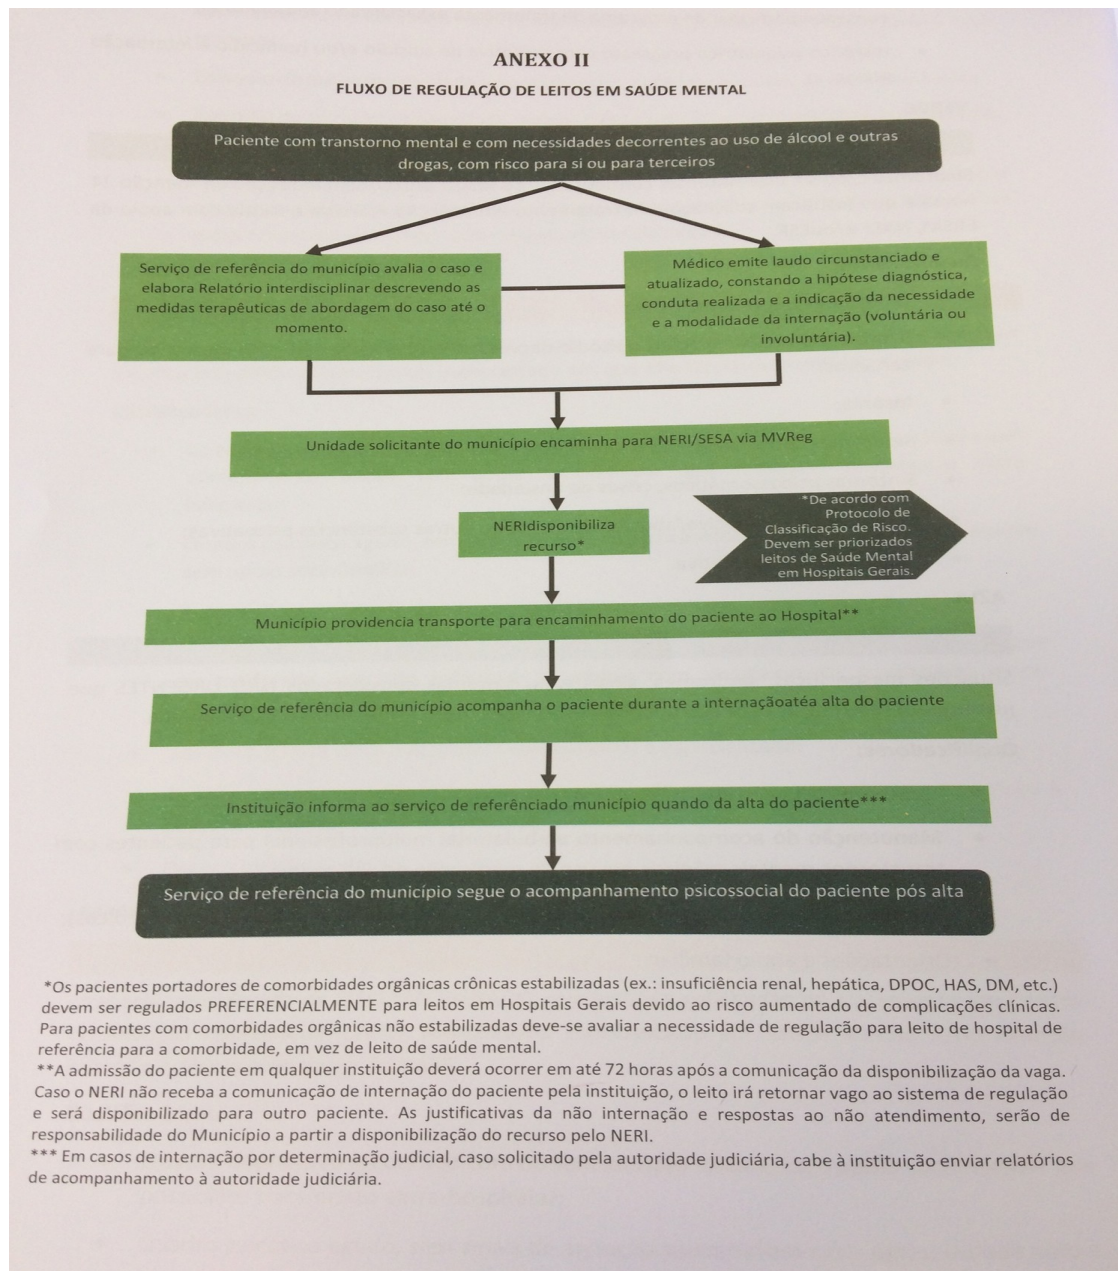 ANEXO II
FLUXO DE REGULAÇÃO DE LEITOS EM SAÚDE MENTAL
Paciente com transtorno mental e com necessidades decorrentes ao uso de álcool e outras
drogas, com risco para si ou para terceiros
Serviço de referência do município avalia o caso e
elabora Relatório interdisciplinar descrevendo as
medidas terapêuticas de abordagem do caso até o
momento.
Médico emite laudo circunstanciado e
atualizado, constando a hipótese diagnóstica,
conduta realizada e a indicação da necessidade
e a modalidade da internação (voluntária ou
involuntária).
Unidade solicitante do município encaminha para NERI/SESA via MVReg
NERIdisponibiliza
recurso*
*De acordo com
Protocolo de
Classificação de Risco.
Devem ser priorizados
leitos de Saúde Mental
em Hospitais Gerais.
Município providencia transporte para encaminhamento do paciente ao Hospital**
Serviço de referência do município acompanha o paciente durante a internaçãoatéa alta do paciente
Instituição informa ao serviço de referênciado município quando da alta do paciente***
Serviço de referência do município segue o acompanhamento psicossocial do paciente pós alta
*Os pacientes portadores de comorbidades orgânicas crônicas estabilizadas (ex.: insuficiência renal, hepática, DPOC, HAS, DM, etc.)
devem ser regulados PREFERENCIALMENTE para leitos em Hospitais Gerais devido ao risco aumentado de complicações clínicas.
Para pacientes com comorbidades orgânicas não estabilizadas deve-se avaliar a necessidade de regulação para leito de hospital de
referência para a comorbidade, em vez de leito de saúde mental.
**A admissão do paciente em qualquer instituição deverá ocorrer em até 72 horas após a comunicação da disponibilização da vaga.
Caso o NERI não receba a comunicação de internação do paciente pela instituição, o leito irá retornar vago ao sistema de regulação
e será disponibilizado para outro paciente. As justificativas da não internação e respostas ao não atendimento, serão de
responsabilidade do Município a partir a disponibilização do recurso pelo NERI.
*** Em casos de internação por determinação judicial, caso solicitado pela autoridade judiciária, cabe à instituição enviar relatórios
de acompanhamento à autoridade judiciária.